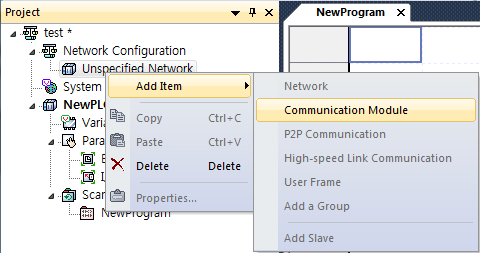 Project
NewProgram
test *
Network Configuration
Unspecified Network
System
NewPLC
Varia
Para
Scan
NewProgram
Add Item
Copy Ctrl+C
Paste Ctrl+V
Delete Delete
Properties...
Network
Communication Module
P2P Communication
High-speed Link Communication
User Frame
Add a Group
Add Slave